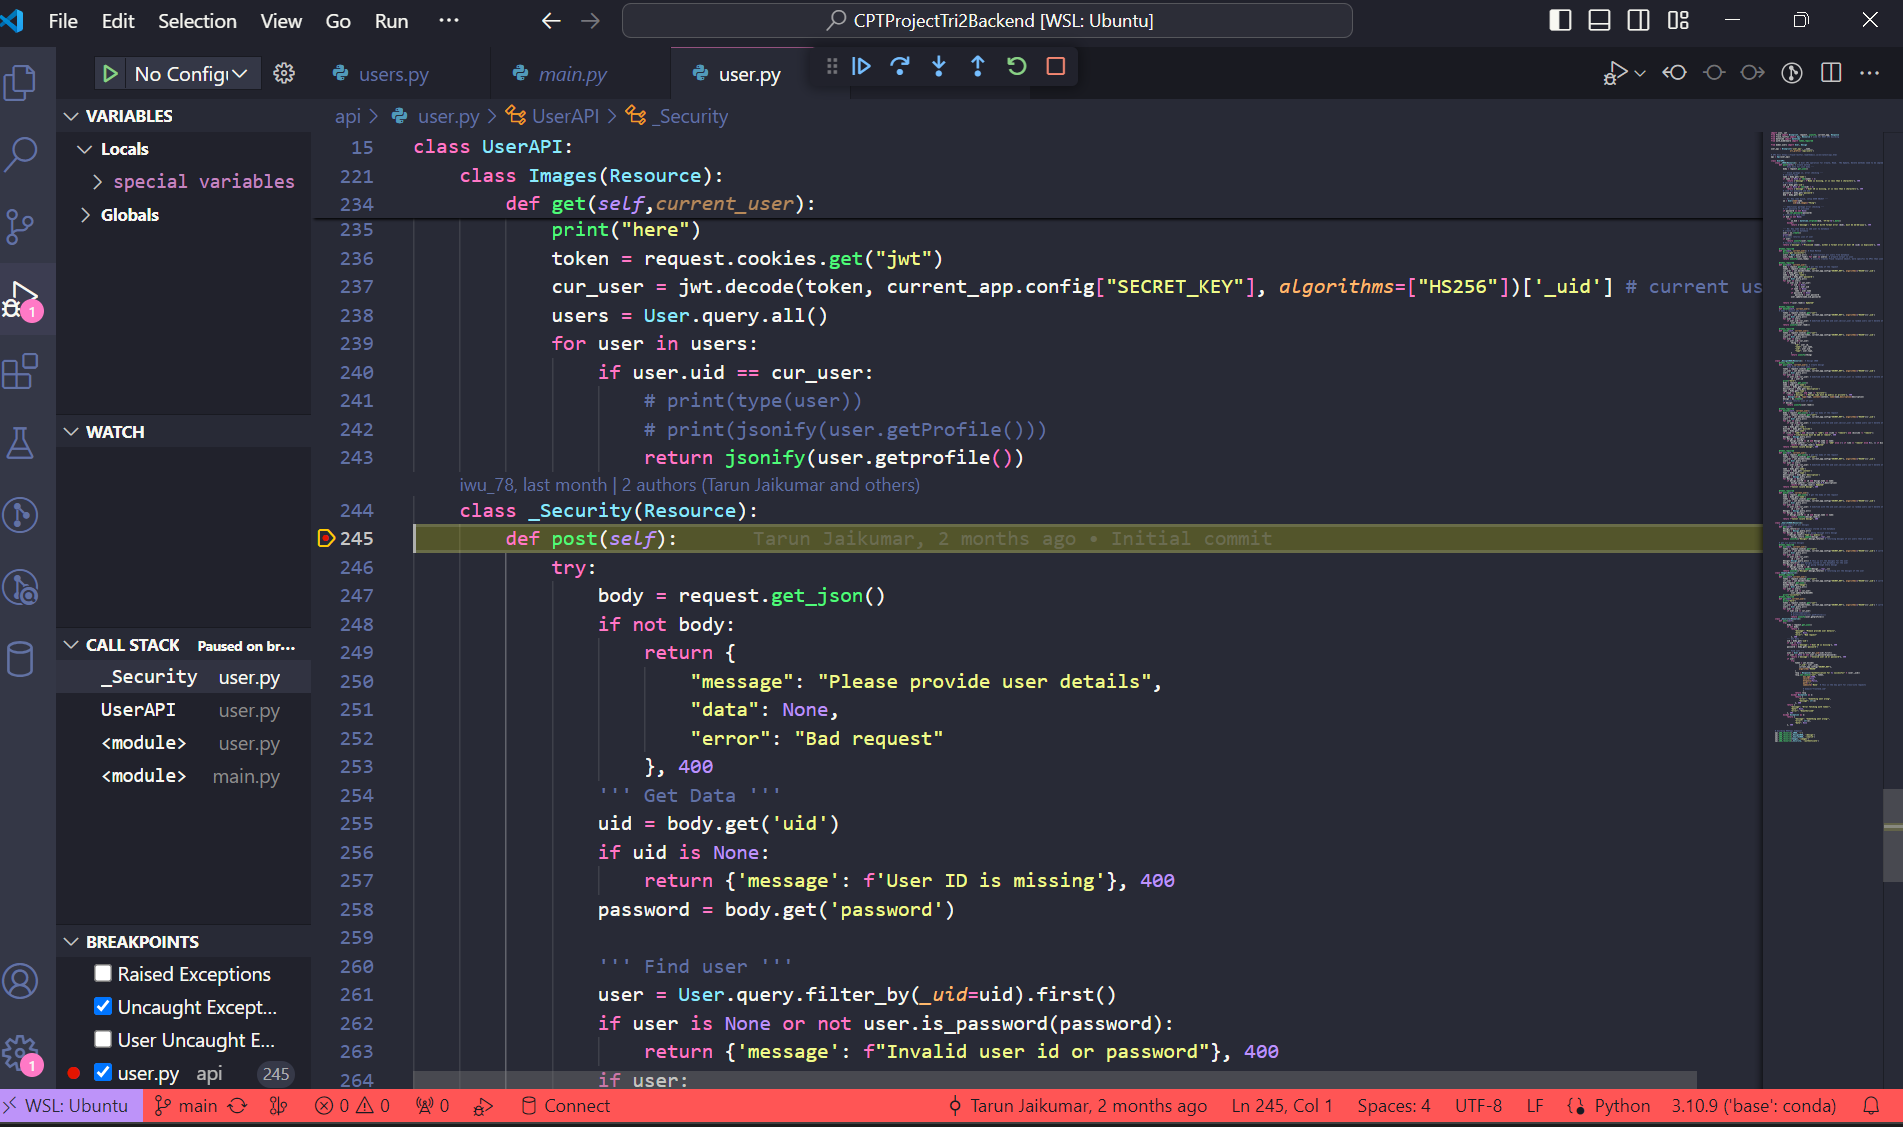 File Edit Selection View Go Run ··· CPTProjectTri2Backend [WSL: Ubuntu]
No Config users.py main.py user.py
VARIABLES
Locals
special variables
Globals
WATCH
CALL STACK Paused on br...
_Security user.py
UserAPI user.py
<module> user.py
<module> main.py
BREAKPOINTS
Raised Exceptions
Uncaught Except...
User Uncaught E...
user.py api 245
1
1
api > user.py > UserAPI > _Security
15 class UserAPI:
221 class Images(Resource):
234 def get(self,current_user):
235 print("here")
236 token = request.cookies.get("jwt")
237 cur_user = jwt.decode(token, current_app.config["SECRET_KEY"], algorithms=["HS256"])['_uid'] # current us
238 users = User.query.all()
239 for user in users:
240 if user.uid == cur_user:
241 # print(type(user))
242 # print(jsonify(user.getProfile()))
243 return jsonify(user.getprofile())
iwu_78, last month | 2 authors (Tarun Jaikumar and others)
244 class _Security(Resource):
245 def post(self): Tarun Jaikumar, 2 months ago • Initial commit
246 try:
247 body = request.get_json()
248 if not body:
249 return {
250 "message": "Please provide user details",
251 "data": None,
252 "error": "Bad request"
253 }, 400
254 ''' Get Data '''
255 uid = body.get('uid')
256 if uid is None:
257 return {'message': f'User ID is missing'}, 400
258 password = body.get('password')
259
260 ''' Find user '''
261 user = User.query.filter_by(_uid=uid).first()
262 if user is None or not user.is_password(password):
263 return {'message': f"Invalid user id or password"}, 400
264 if user:
WSL: Ubuntu main 0 0 0 Connect Tarun Jaikumar, 2 months ago Ln 245, Col 1 Spaces: 4 UTF-8 LF Python 3.10.9 ('base': conda)